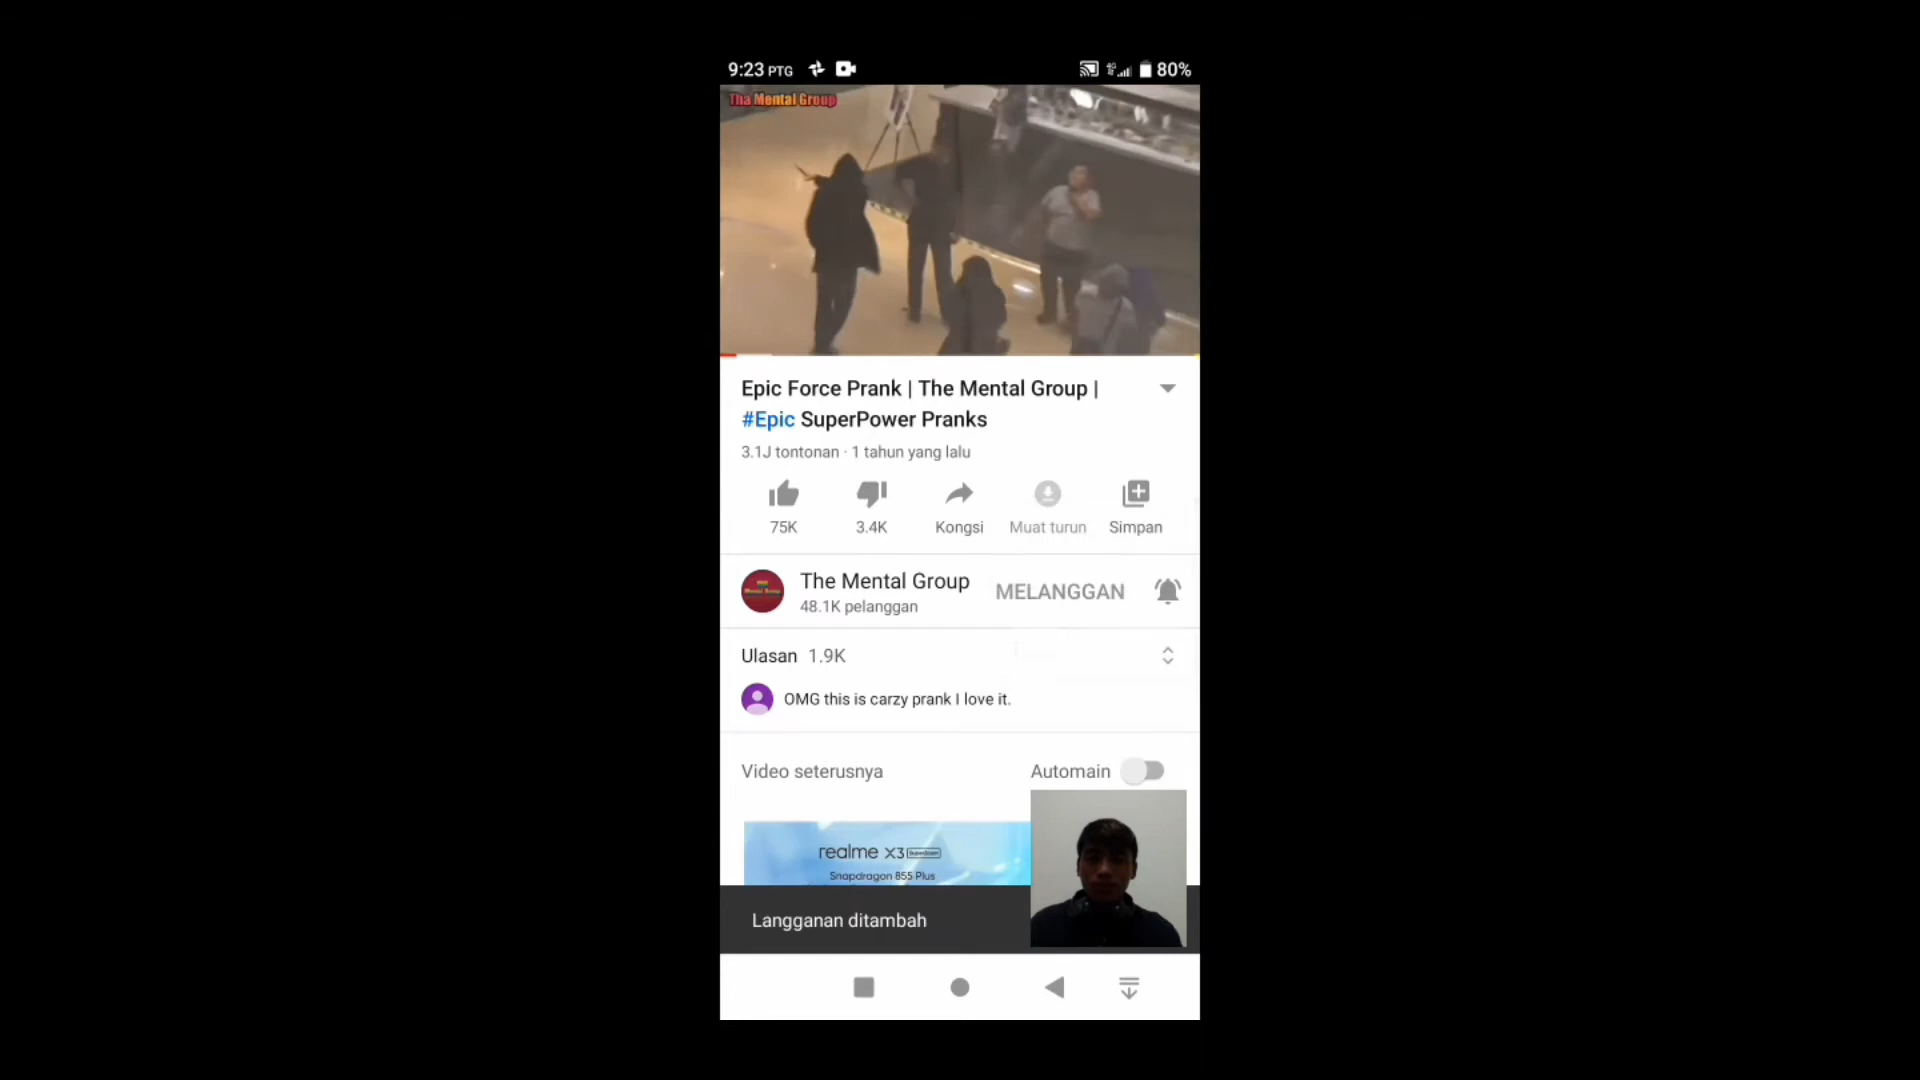 9:23 PTG
80%
Tha Mental Group
Epic Force Prank | The Mental Group |
#Epic SuperPower Pranks
3.1J tontonan · 1 tahun yang lalu
75K
3.4K
Kongsi
Muat turun
Simpan
The Mental Group
48.1K pelanggan
MELANGGAN
Ulasan 1.9K
OMG this is carzy prank I love it.
Video seterusnya
Automain
realme X3 SuperZoom
Snapdragon 855 Plus
Langganan ditambah